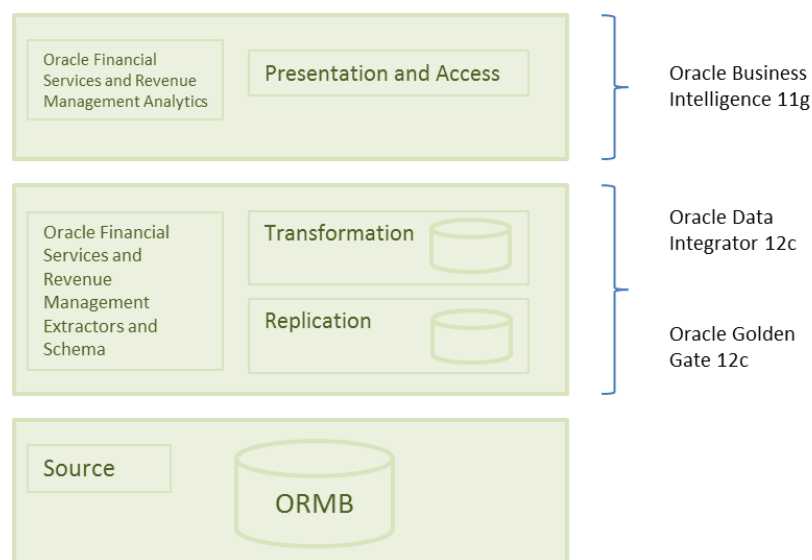 Oracle Financial
Services and Revenue
Management Analytics
Presentation and Access
Oracle Business
Intelligence 11g
Oracle Financial
Services and
Revenue
Management
Extractors and
Schema
Transformation
Replication
Oracle Data
Integrator 12c
Oracle Golden
Gate 12c
Source
ORMB